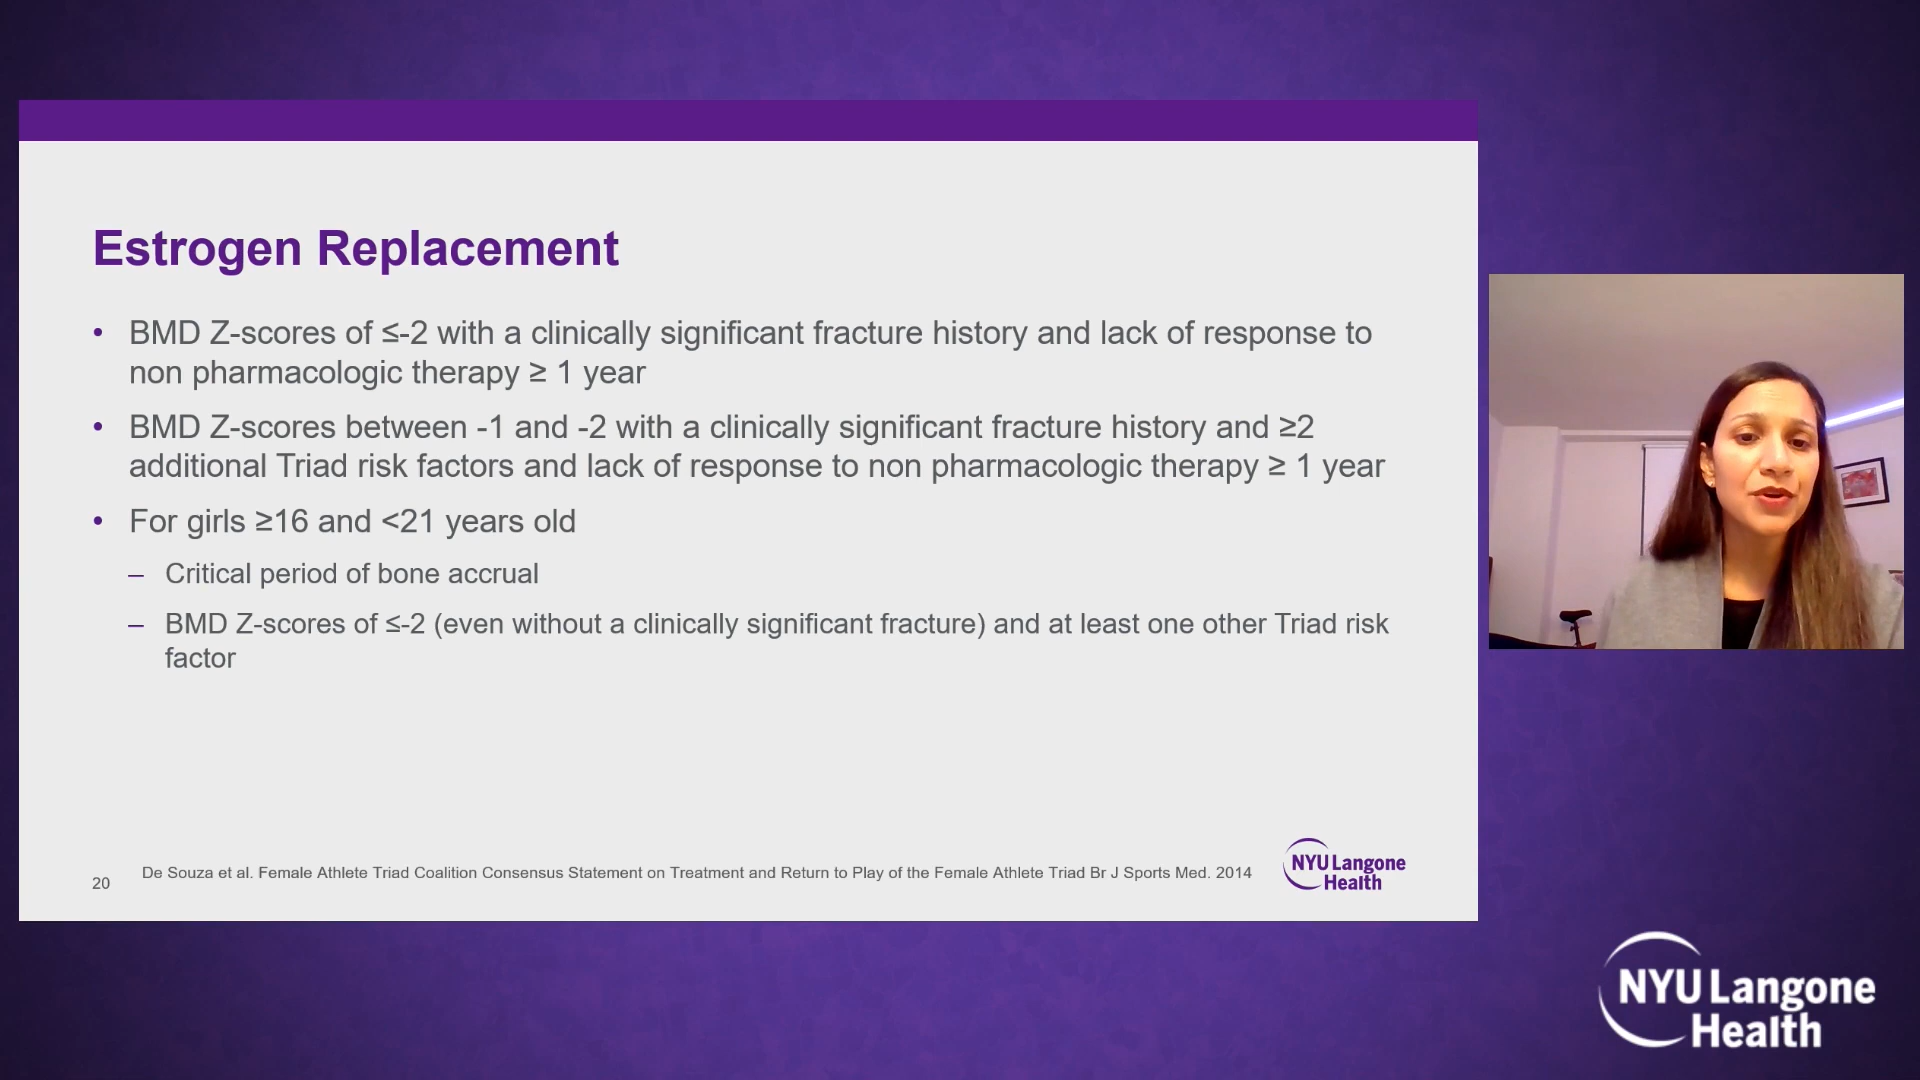 Estrogen Replacement
• BMD Z-scores of ≤-2 with a clinically significant fracture history and lack of response to
non pharmacologic therapy ≥ 1 year
• BMD Z-scores between -1 and -2 with a clinically significant fracture history and ≥2
additional Triad risk factors and lack of response to non pharmacologic therapy ≥ 1 year
• For girls ≥16 and <21 years old
– Critical period of bone accrual
– BMD Z-scores of ≤-2 (even without a clinically significant fracture) and at least one other Triad risk
factor
20
De Souza et al. Female Athlete Triad Coalition Consensus Statement on Treatment and Return to Play of the Female Athlete Triad Br J Sports Med. 2014
NYU Langone
Health
NYU Langone
Health